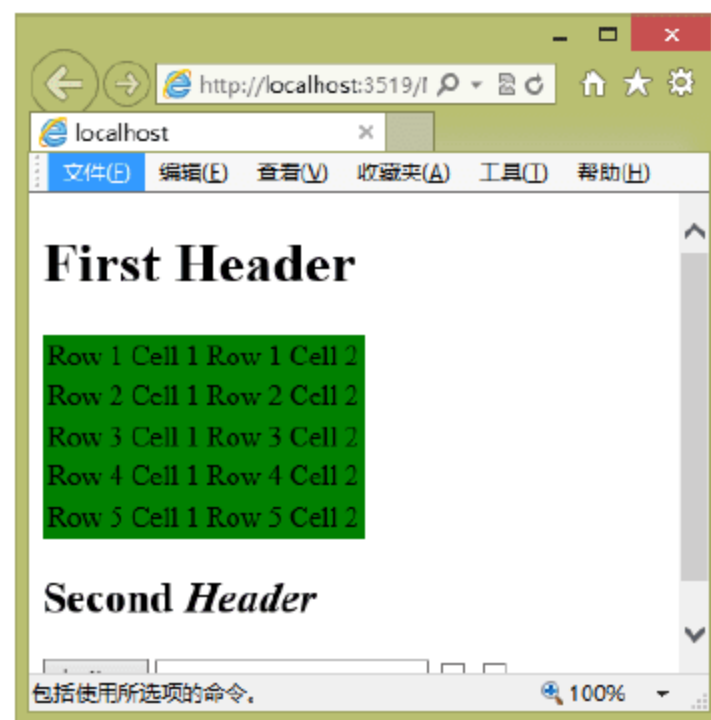 http://localhost:3519/
localhost
文件(F) 编辑(E) 查看(V) 收藏夹(A) 工具(T) 帮助(H)
First Header
Row 1 Cell 1 Row 1 Cell 2
Row 2 Cell 1 Row 2 Cell 2
Row 3 Cell 1 Row 3 Cell 2
Row 4 Cell 1 Row 4 Cell 2
Row 5 Cell 1 Row 5 Cell 2
Second Header
包括使用所选项的命令。 100%